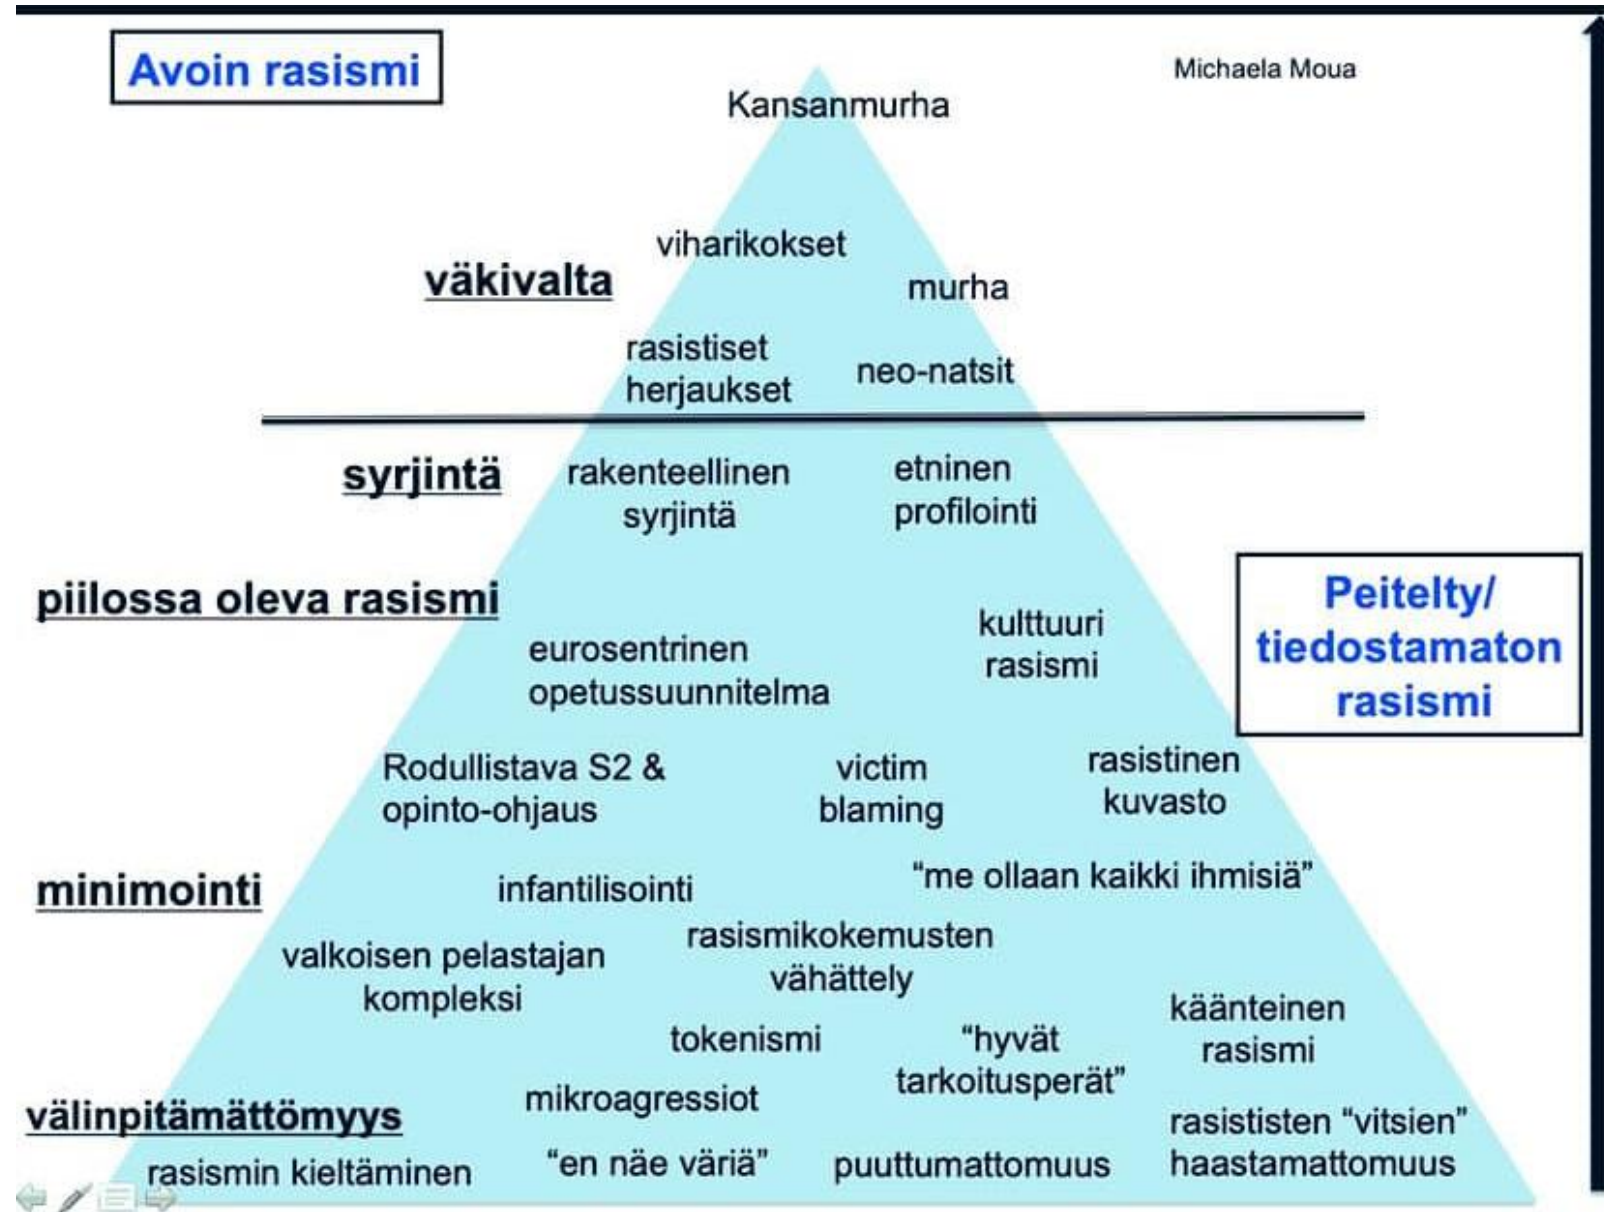 Avoin rasismi
Michaela Moua
Kansanmurha
viharikokset
väkivalta
murha
rasistiset
herjaukset
neo-natsit
syrjintä
rakenteellinen
syrjintä
etninen
profilointi
piilossa oleva rasismi
Peitelty/
tiedostamaton
rasismi
eurosentrinen
opetussuunnitelma
kulttuuri
rasismi
Rodullistava S2 &
opinto-ohjaus
victim
blaming
rasistinen
kuvasto
minimointi
infantilisointi
“me ollaan kaikki ihmisiä”
valkoisen pelastajan
kompleksi
rasismikokemusten
vähättely
käänteinen
rasismi
tokenismi
“hyvät
tarkoitusperät”
välinpitämättömyys
mikroagressiot
rasististen “vitsien”
haastamattomuus
rasismin kieltäminen
“en näe väriä”
puuttumattomuus